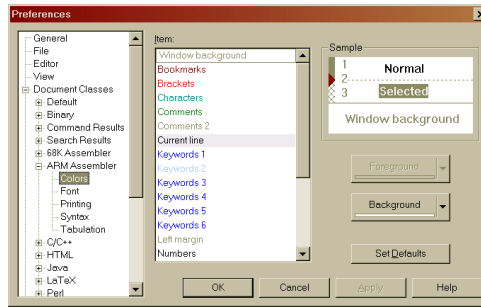 Preferences
General
File
Editor
View
Document Classes
Default
Binary
Command Results
Search Results
68K Assembler
ARM Assembler
Colors
Font
Printing
Syntax
Tabulation
C/C++
HTML
Java
LaTeX
Perl
Item:
Window background
Bookmarks
Brackets
Characters
Comments
Comments 2
Current line
Keywords 1
Keywords 2
Keywords 3
Keywords 4
Keywords 5
Keywords 6
Left margin
Numbers
Sample
1 Normal
2
3 Selected
Window background
Foreground
Background
Set Defaults
OK Cancel Apply Help